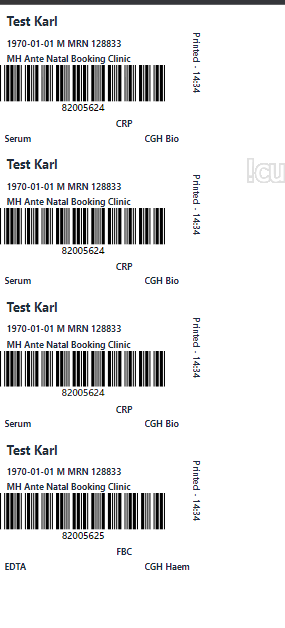 Test Karl
1970-01-01 M MRN 128833
MH Ante Natal Booking Clinic
82005624
CRP
Serum CGH Bio
Printed - 14:34
Test Karl
1970-01-01 M MRN 128833
MH Ante Natal Booking Clinic
82005624
CRP
Serum CGH Bio
Printed - 14:34
!cu
Test Karl
1970-01-01 M MRN 128833
MH Ante Natal Booking Clinic
82005624
CRP
Serum CGH Bio
Printed - 14:34
Test Karl
1970-01-01 M MRN 128833
MH Ante Natal Booking Clinic
82005625
FBC
EDTA CGH Haem
Printed - 14:34